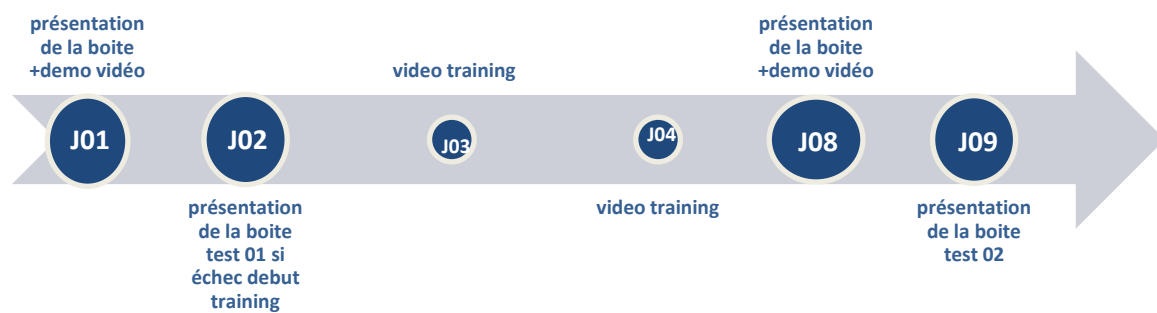 présentation
de la boite
+demo vidéo
video training
présentation
de la boite
+demo vidéo
J01
J02
J03
J04
J08
J09
présentation
de la boite
test 01 si
échec debut
training
video training
présentation
de la boite
test 02